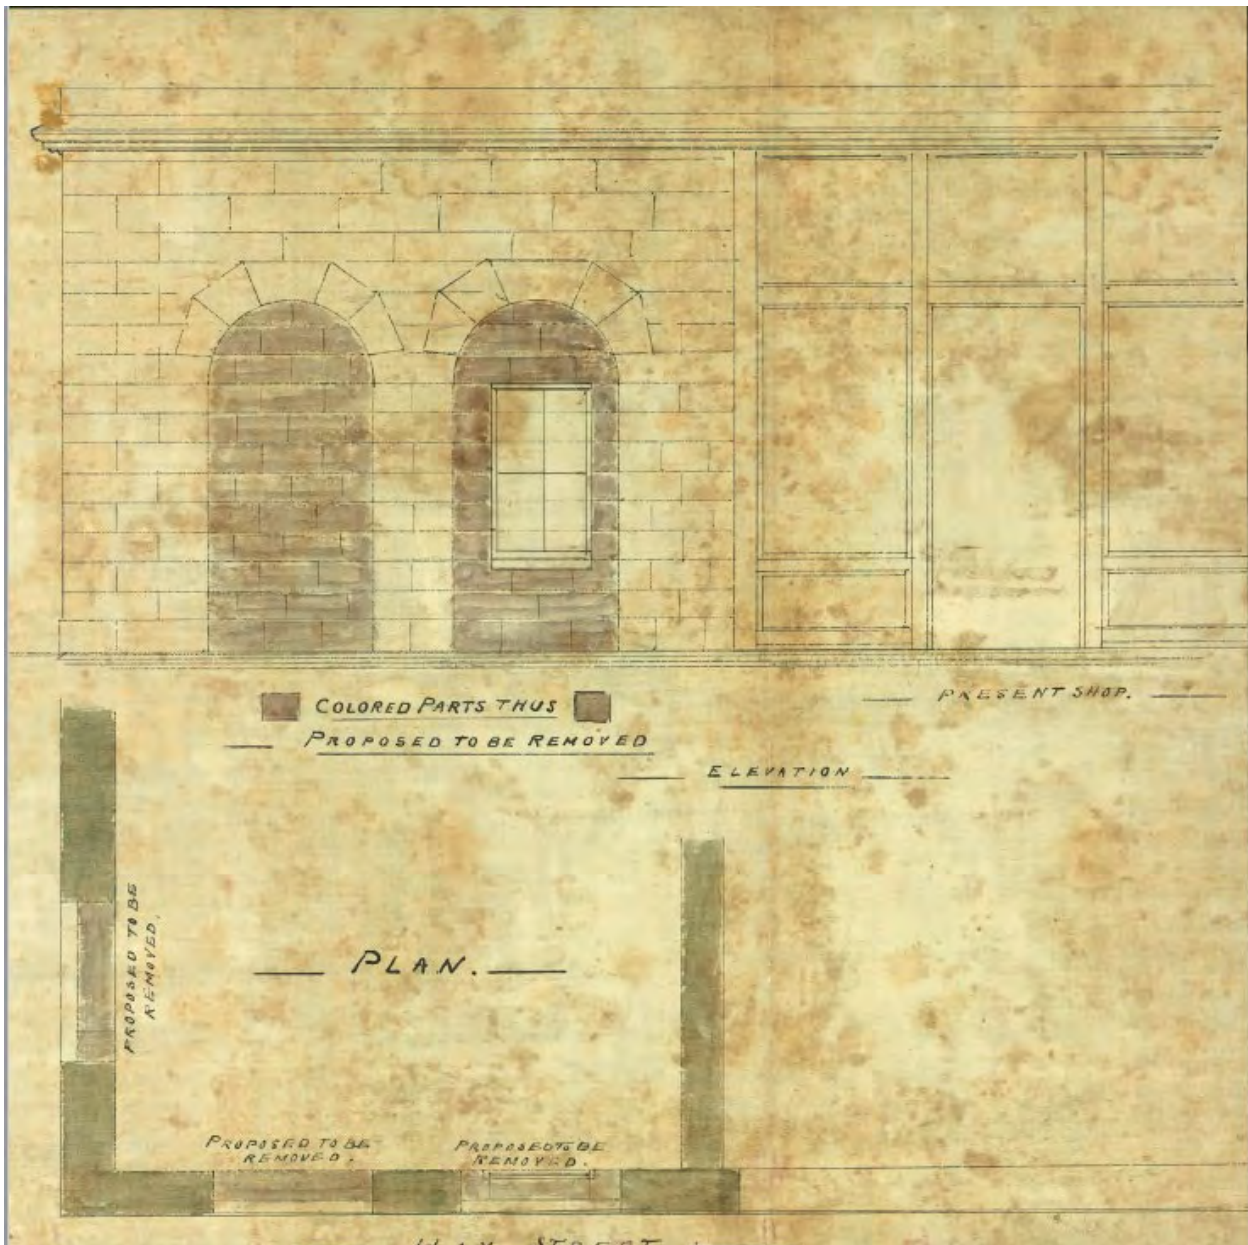 PRESENT SHOP.
COLORED PARTS THUS
PROPOSED TO BE REMOVED
ELEVATION
PROPOSED TO BE
REMOVED.
PLAN.
PROPOSED TO BE
REMOVED.
PROPOSED TO BE
REMOVED.
STREET